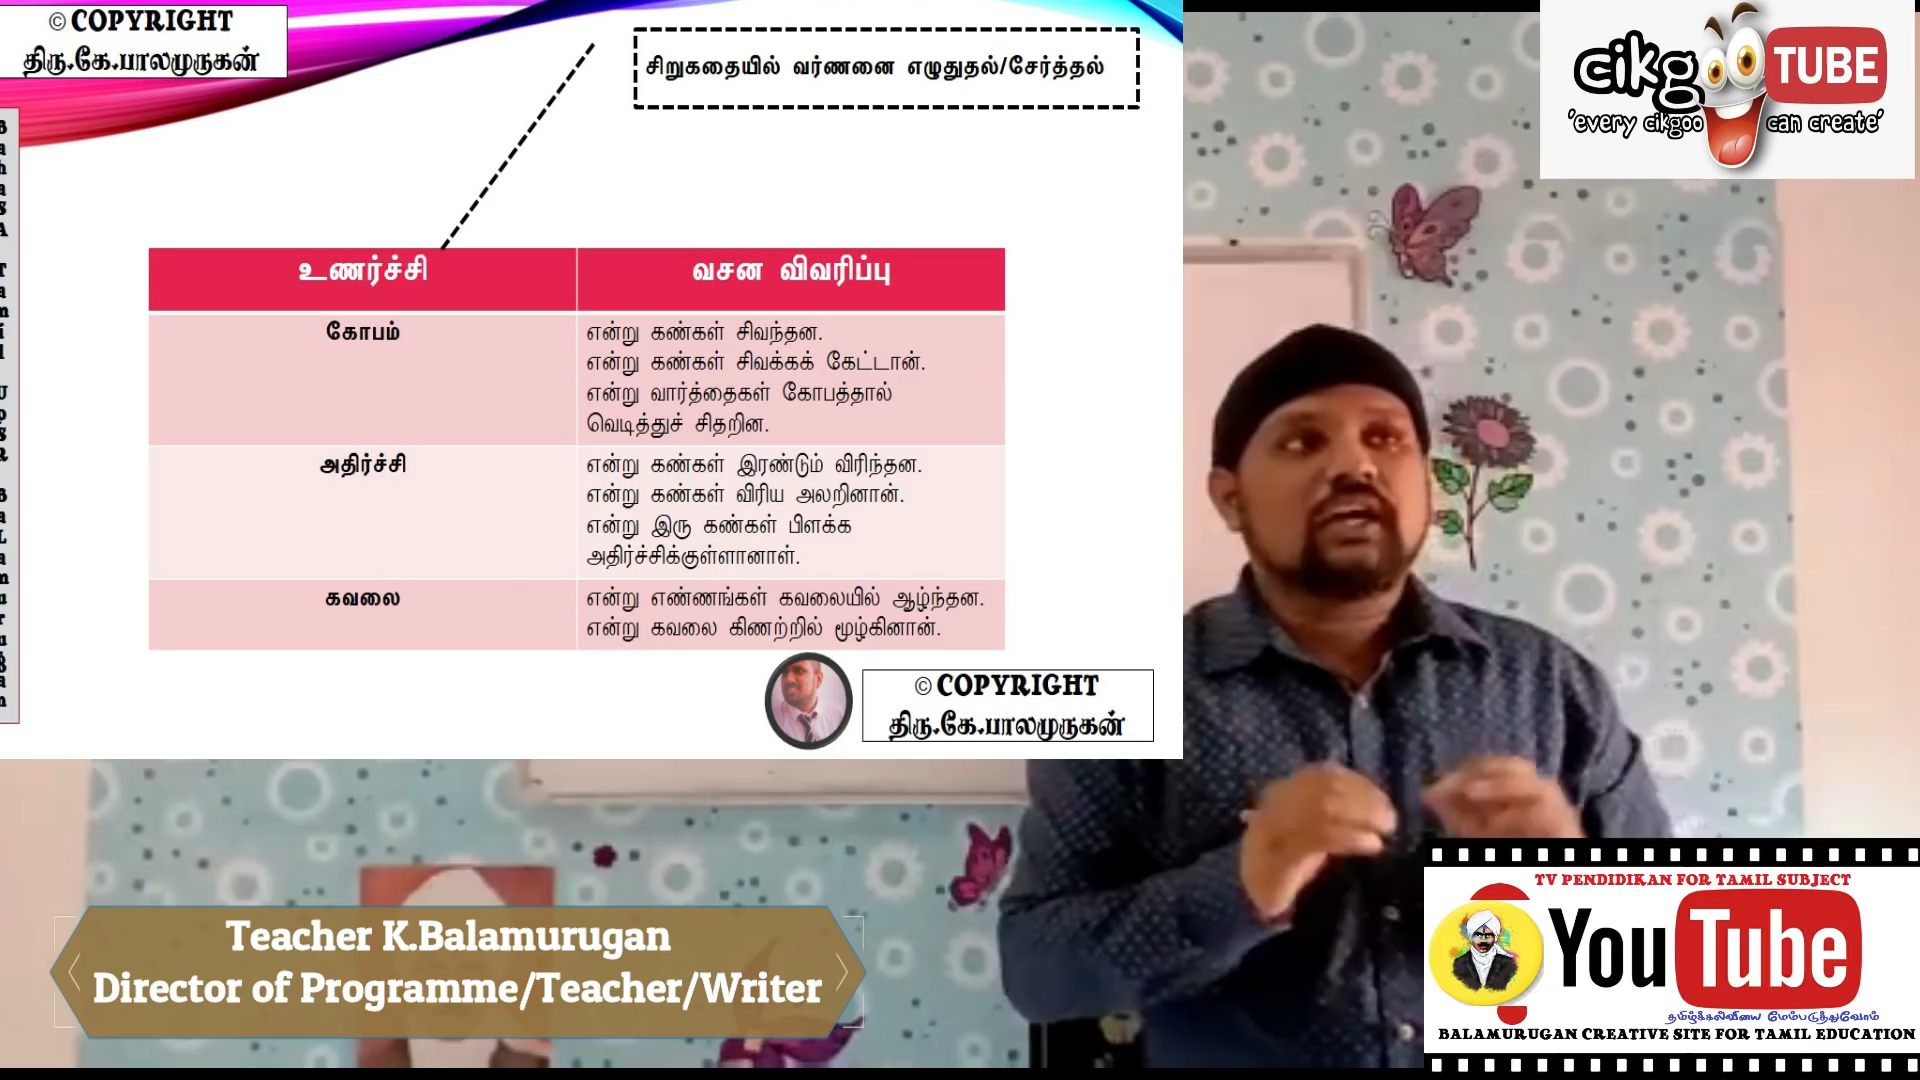 © COPYRIGHT
திரு.கே.பாலமுருகன்
சிறுகதையில் வர்ணனை எழுதுதல்/சேர்த்தல்
cikgoo TUBE
'every cikgoo can create'
உணர்ச்சி வசன விவரிப்பு
கோபம்
என்று கண்கள் சிவந்தன.
என்று கண்கள் சிவக்கக் கேட்டான்.
என்று வார்த்தைகள் கோபத்தால்
வெடித்துச் சிதறின.
அதிர்ச்சி
என்று கண்கள் இரண்டும் விரிந்தன.
என்று கண்கள் விரிய அலறினான்.
என்று இரு கண்கள் பிளக்க
அதிர்ச்சிக்குள்ளானாள்.
கவலை
என்று எண்ணங்கள் கவலையில் ஆழ்ந்தன.
என்று கவலை கிணற்றில் மூழ்கினான்.
© COPYRIGHT
திரு.கே.பாலமுருகன்
Teacher K.Balamurugan
Director of Programme/Teacher/Writer
TV PENDIDIKAN FOR TAMIL SUBJECT
YouTube
தமிழ்க்கல்வியை மேம்படுத்துவோம்
BALAMURUGAN CREATIVE SITE FOR TAMIL EDUCATION